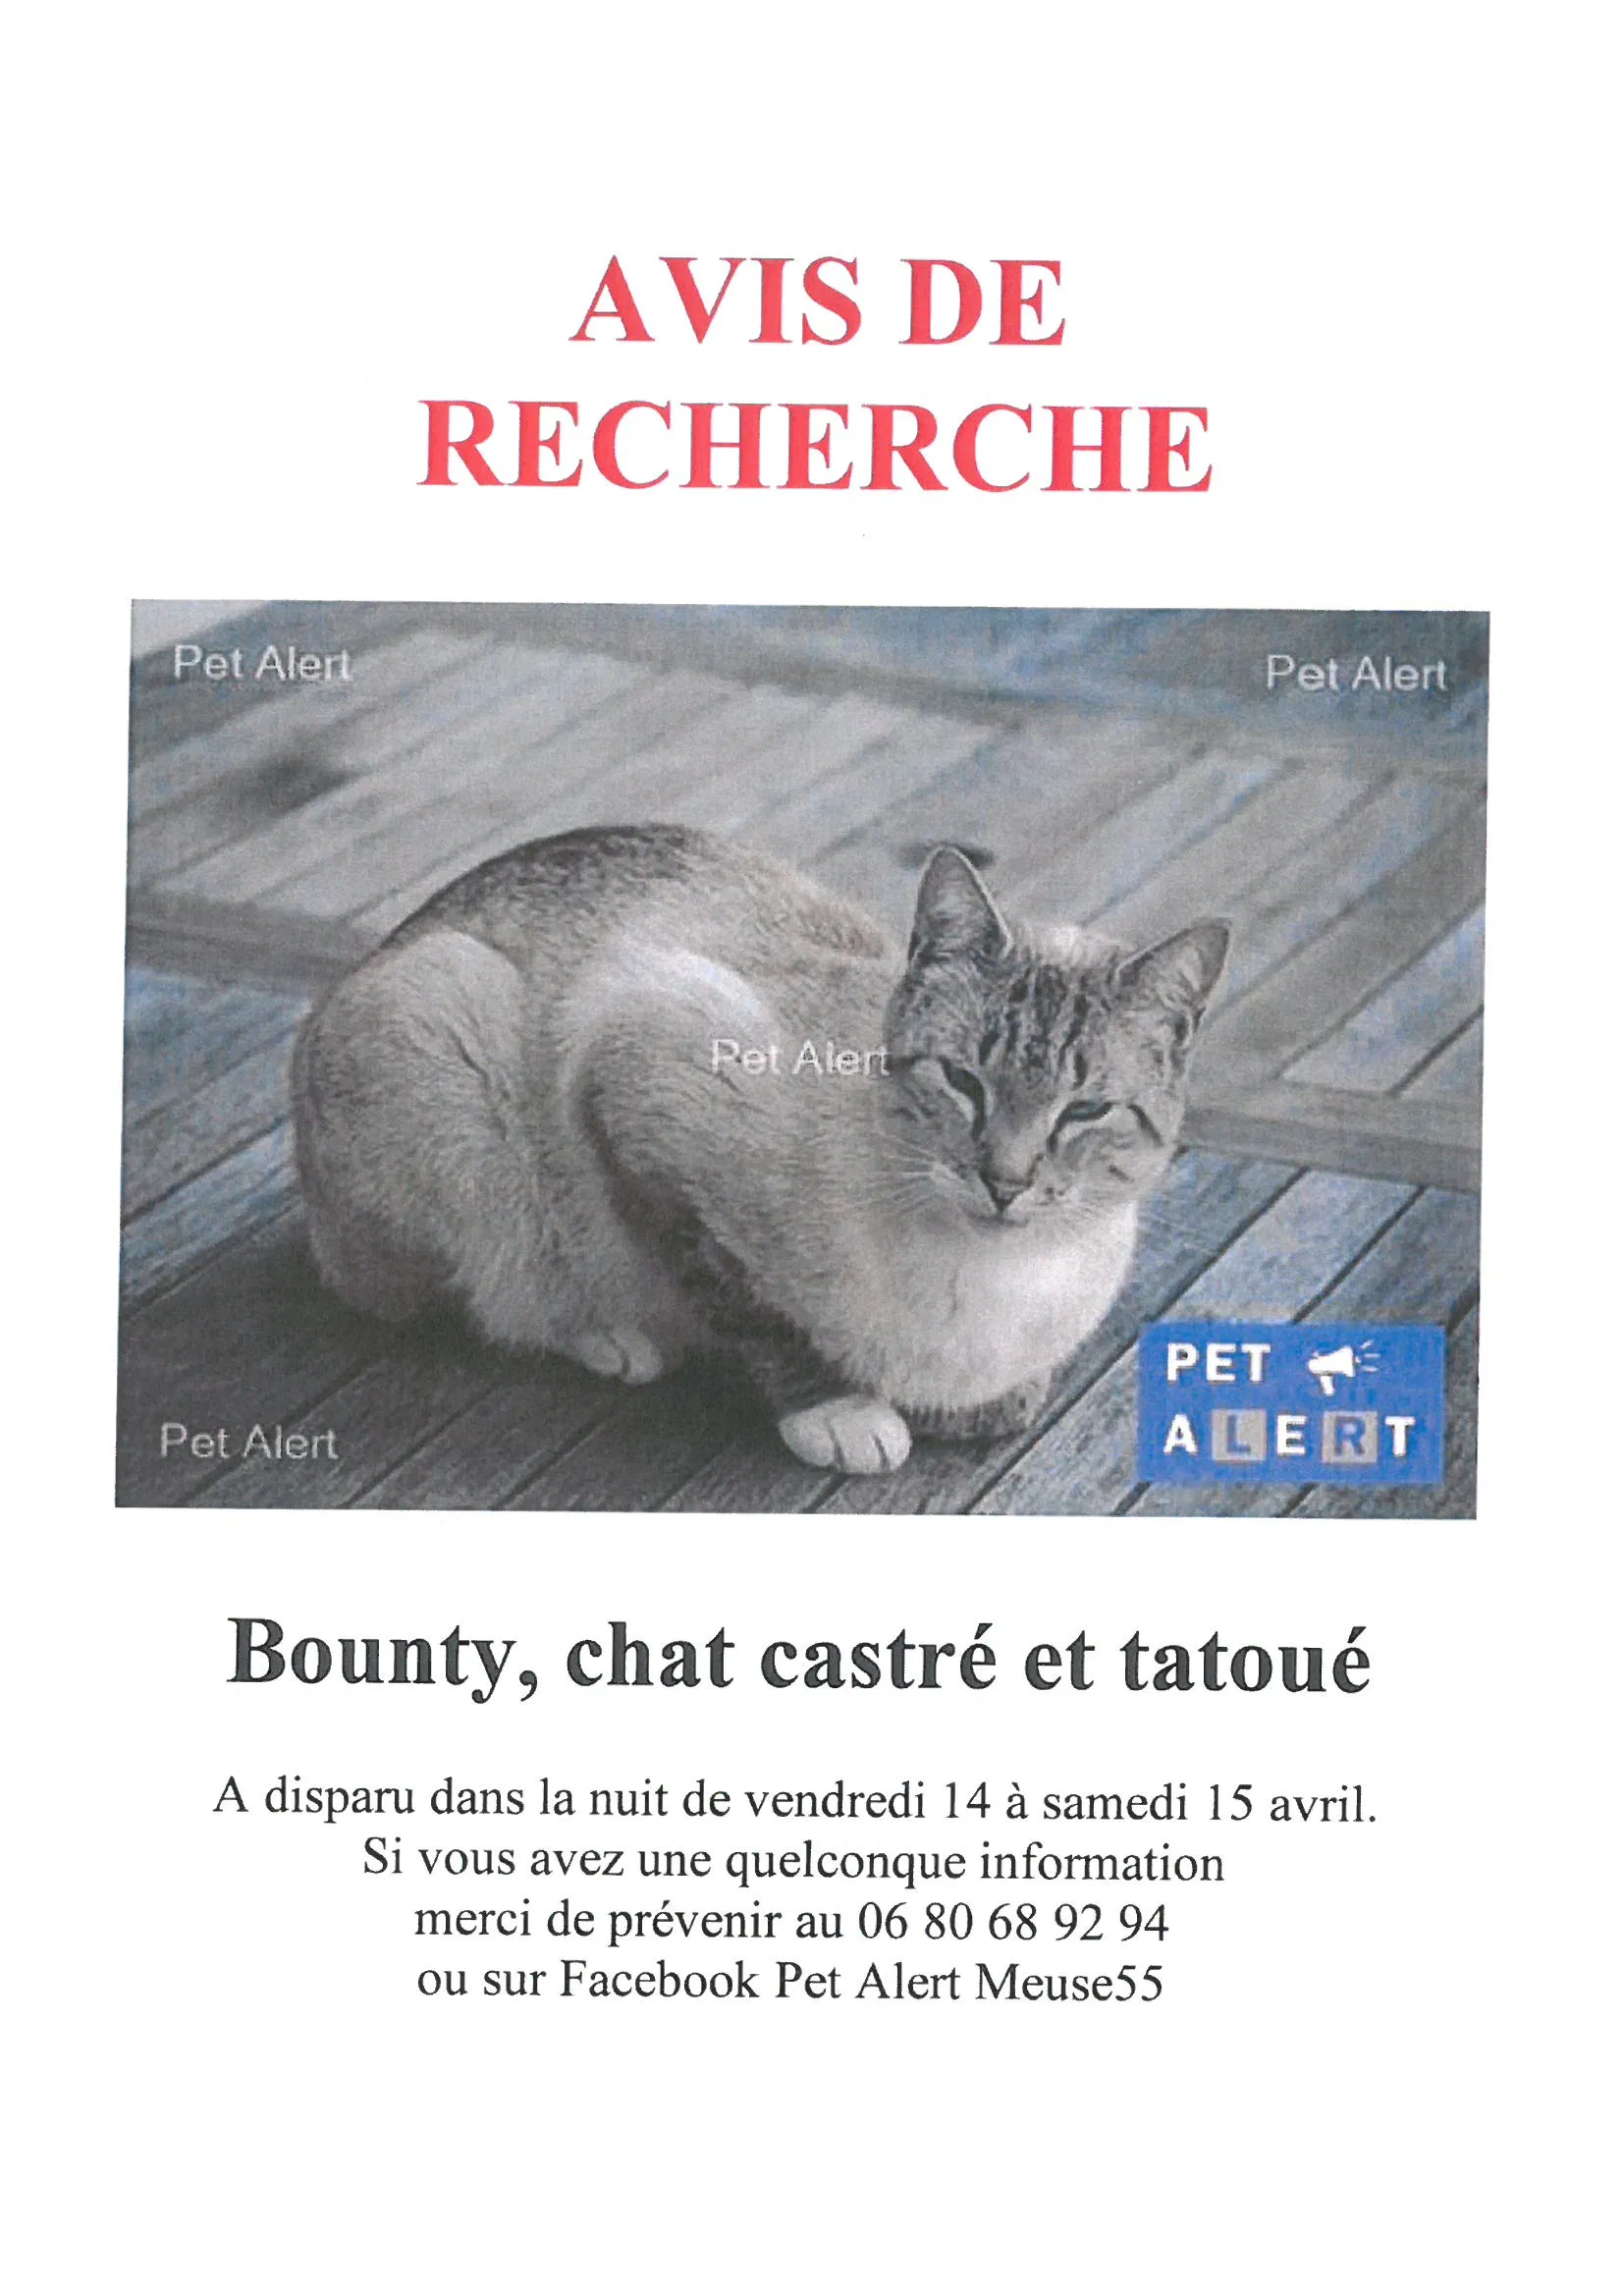 AVIS DE
RECHERCHE
Pet Alert
Pet Alert
Pet Alert
Pet Alert
PET
ALERT
Bounty, chat castré et tatoué
A disparu dans la nuit de vendredi 14 à samedi 15 avril.
Si vous avez une quelconque information
merci de prévenir au 06 80 68 92 94
ou sur Facebook Pet Alert Meuse55